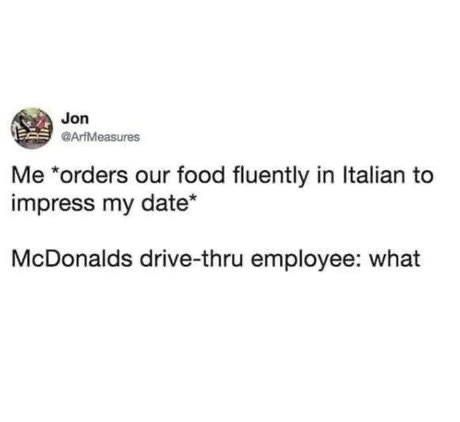 Jon
@ArfMeasures
Me *orders our food fluently in Italian to
impress my date*
McDonalds drive-thru employee: what